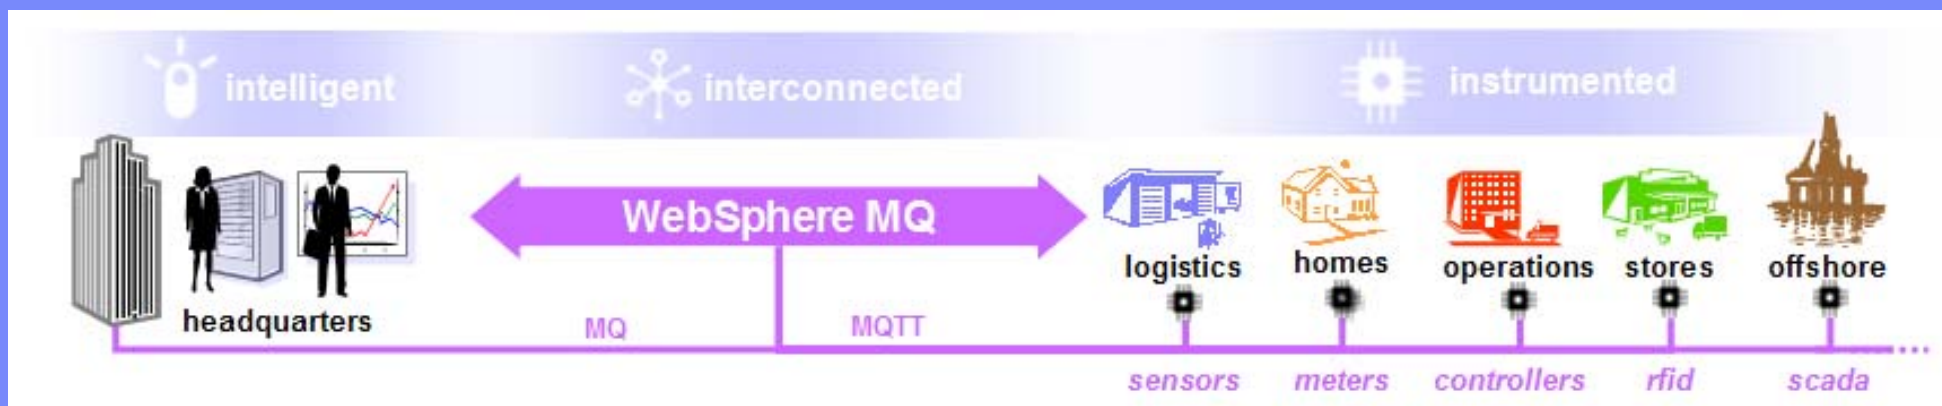 intelligent
interconnected
instrumented
WebSphere MQ
headquarters
logistics
homes
operations
stores
offshore
MQ
MQTT
sensors
meters
controllers
rfid
scada